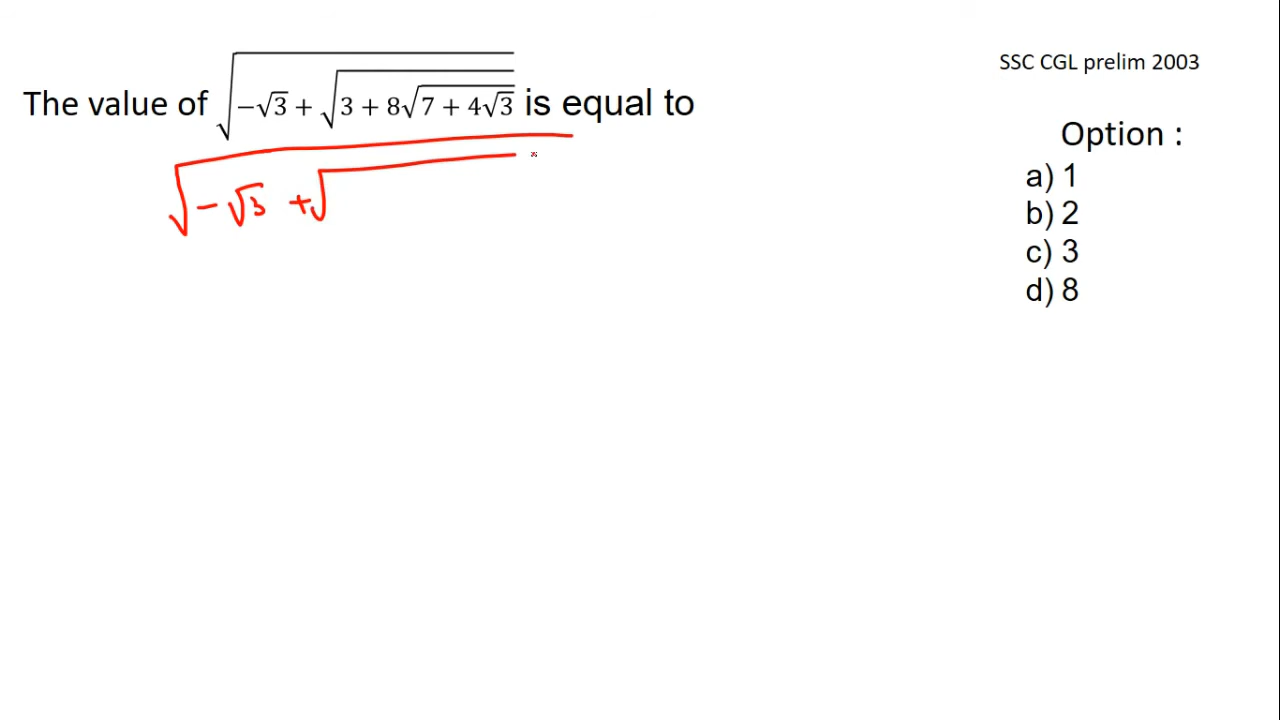 SSC CGL prelim 2003
The value of √(−√3 + √(3 + 8√(7 + 4√3))) is equal to
√(−√3 + √
Option :
a) 1
b) 2
c) 3
d) 8